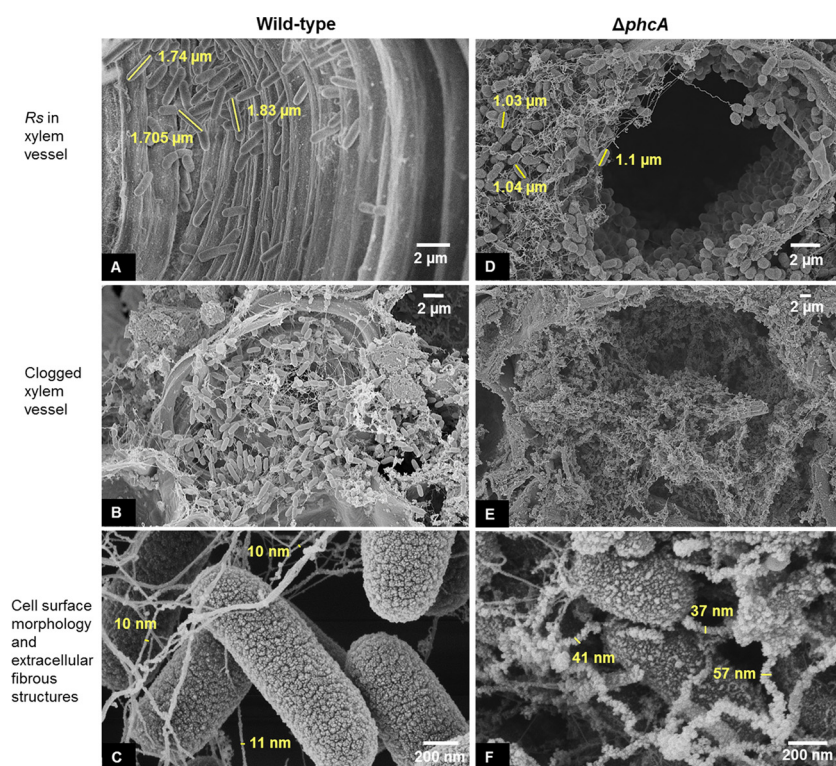 Wild-type
ΔphcA
Rs in
xylem
vessel
1.74 μm
1.83 μm
1.705 μm
2 μm
A
1.03 μm
1.1 μm
1.04 μm
2 μm
D
Clogged
xylem
vessel
2 μm
B
2 μm
E
Cell surface
morphology
and
extracellular
fibrous
structures
10 nm
10 nm
11 nm
200 nm
C
37 nm
41 nm
57 nm
200 nm
F